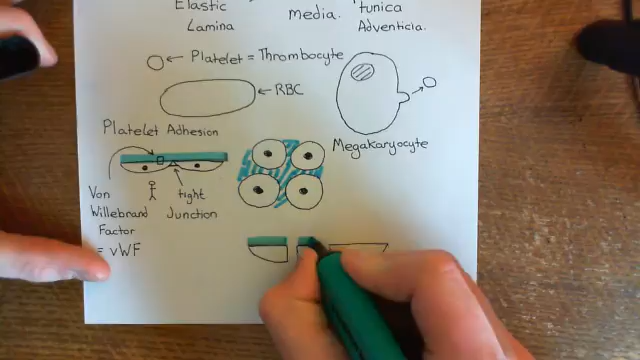 Elastic
Lamina
media.
tunica
Adventicia.
Platelet = Thrombocyte
RBC
Megakaryocyte
Platelet Adhesion
Von
Willebrand
Factor
= vWF
tight
Junction